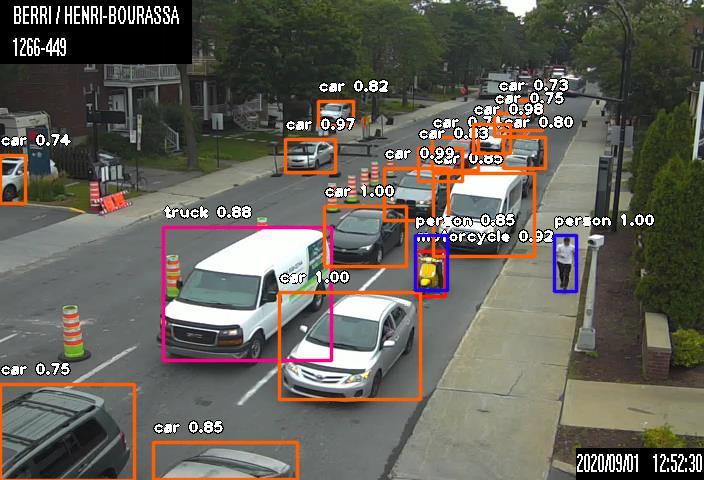 BERRI / HENRI-BOURASSA
1266-449
car 0.73
car 0.82
car 0.75
car 0.98
car 0.80
car 0.97
car 0.83
car 0.74
car 0.99
car 0.85
car 1.00
truck 0.88
person 0.85
person 1.00
motorcycle 0.92
car 1.00
car 0.75
car 0.85
2020/09/01 12:52:30